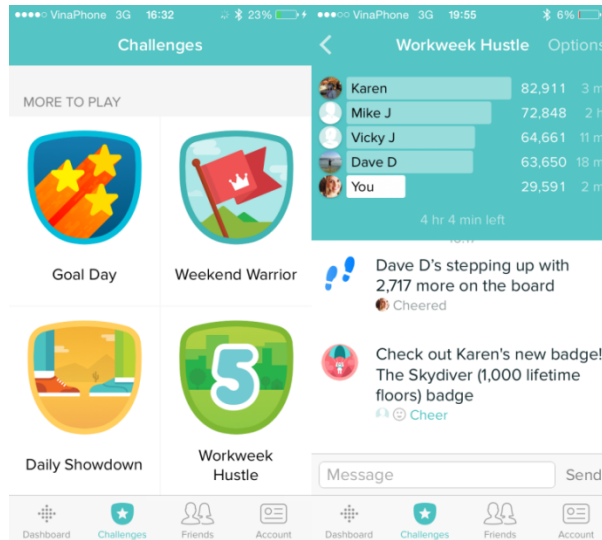 VinaPhone 3G 16:32 23%
Challenges
MORE TO PLAY
Goal Day
Weekend Warrior
5
Daily Showdown
Workweek
Hustle
Dashboard Challenges Friends Account
VinaPhone 3G 19:55 6%
Workweek Hustle Options
Karen 82,911 3 m
Mike J 72,848 2 h
Vicky J 64,661 11 m
Dave D 63,650 18 m
You 29,591 2 m
4 hr 4 min left
Dave D's stepping up with
2,717 more on the board
Cheered
Check out Karen's new badge!
The Skydiver (1,000 lifetime
floors) badge
Cheer
Message Send
Dashboard Challenges Friends Account